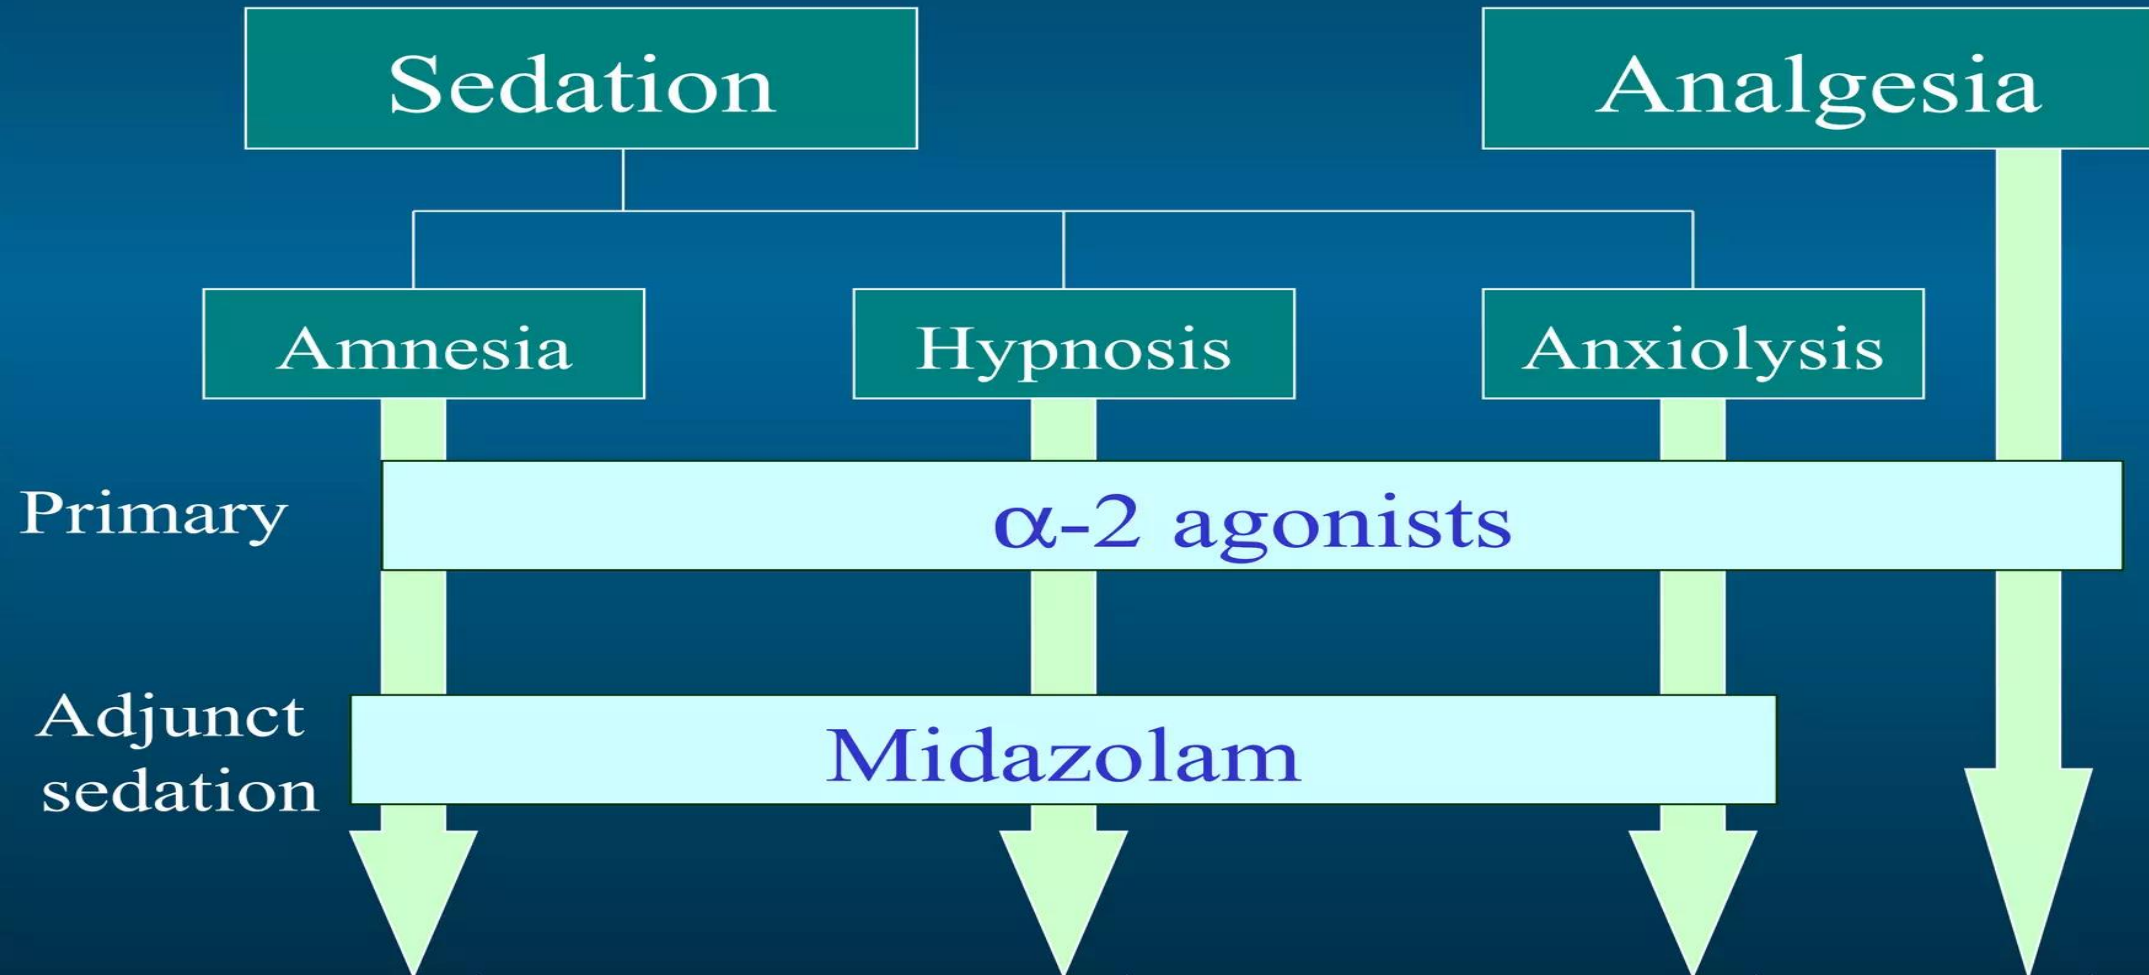 Sedation
Analgesia
Amnesia
Hypnosis
Anxiolysis
Primary
α-2 agonists
Adjunct
sedation
Midazolam